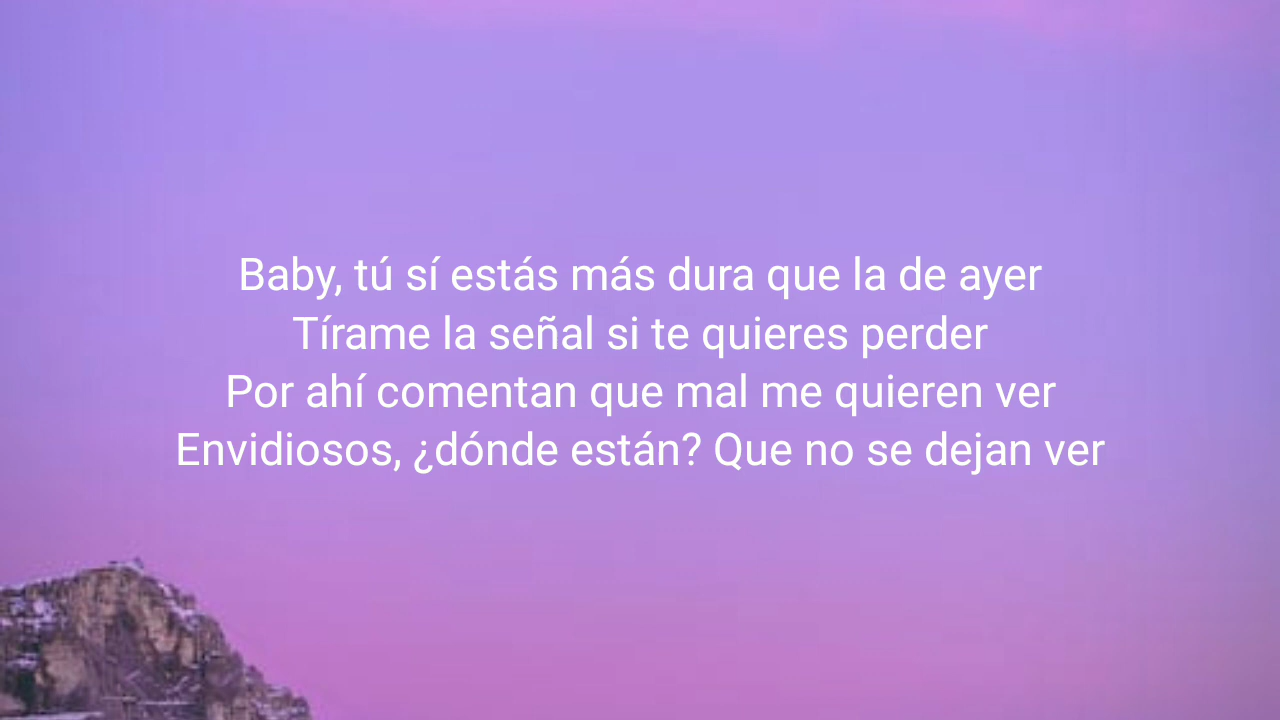 Baby, tú sí estás más dura que la de ayer
Tírame la señal si te quieres perder
Por ahí comentan que mal me quieren ver
Envidiosos, ¿dónde están? Que no se dejan ver